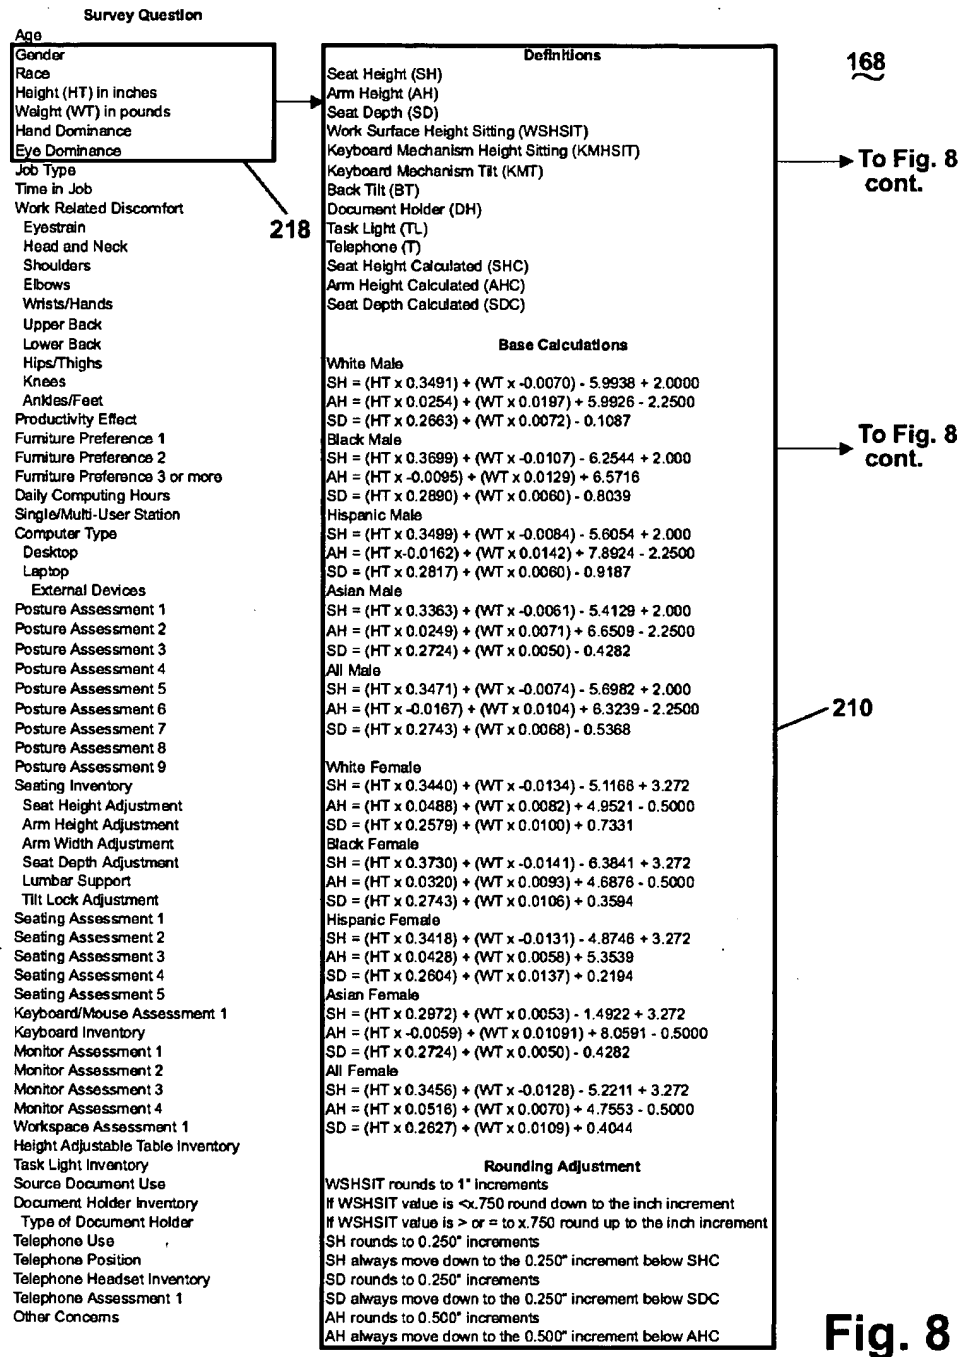 Survey Question
Age
Gender
Race
Height (HT) in inches
Weight (WT) in pounds
Hand Dominance
Eye Dominance
Job Type
Time in Job
Work Related Discomfort
Eyestrain
Head and Neck
Shoulders
Elbows
Wrists/Hands
Upper Back
Lower Back
Hips/Thighs
Knees
Ankles/Feet
Productivity Effect
Furniture Preference 1
Furniture Preference 2
Furniture Preference 3 or more
Daily Computing Hours
Single/Multi-User Station
Computer Type
Desktop
Laptop
External Devices
Posture Assessment 1
Posture Assessment 2
Posture Assessment 3
Posture Assessment 4
Posture Assessment 5
Posture Assessment 6
Posture Assessment 7
Posture Assessment 8
Posture Assessment 9
Seating Inventory
Seat Height Adjustment
Arm Height Adjustment
Arm Width Adjustment
Seat Depth Adjustment
Lumbar Support
Tilt Lock Adjustment
Seating Assessment 1
Seating Assessment 2
Seating Assessment 3
Seating Assessment 4
Seating Assessment 5
Keyboard/Mouse Assessment 1
Keyboard Inventory
Monitor Assessment 1
Monitor Assessment 2
Monitor Assessment 3
Monitor Assessment 4
Workspace Assessment 1
Height Adjustable Table Inventory
Task Light Inventory
Source Document Use
Document Holder Inventory
Type of Document Holder
Telephone Use
Telephone Position
Telephone Headset Inventory
Telephone Assessment 1
Other Concerns
218
Definitions
Seat Height (SH)
Arm Height (AH)
Seat Depth (SD)
Work Surface Height Sitting (WSHSIT)
Keyboard Mechanism Height Sitting (KMHSIT)
Keyboard Mechanism Tilt (KMT)
Back Tilt (BT)
Document Holder (DH)
Task Light (TL)
Telephone (T)
Seat Height Calculated (SHC)
Arm Height Calculated (AHC)
Seat Depth Calculated (SDC)
Base Calculations
White Male
SH = (HT x 0.3491) + (WT x -0.0070) - 5.9938 + 2.0000
AH = (HT x 0.0254) + (WT x 0.0197) + 5.9926 - 2.2500
SD = (HT x 0.2663) + (WT x 0.0072) - 0.1087
Black Male
SH = (HT x 0.3699) + (WT x -0.0107) - 6.2544 + 2.000
AH = (HT x -0.0095) + (WT x 0.0129) + 6.5716
SD = (HT x 0.2890) + (WT x 0.0060) - 0.8039
Hispanic Male
SH = (HT x 0.3499) + (WT x -0.0084) - 5.6054 + 2.000
AH = (HT x-0.0162) + (WT x 0.0142) + 7.8924 - 2.2500
SD = (HT x 0.2817) + (WT x 0.0060) - 0.9187
Asian Male
SH = (HT x 0.3363) + (WT x -0.0061) - 5.4129 + 2.000
AH = (HT x 0.0249) + (WT x 0.0071) + 6.6509 - 2.2500
SD = (HT x 0.2724) + (WT x 0.0050) - 0.4282
All Male
SH = (HT x 0.3471) + (WT x -0.0074) - 5.6982 + 2.000
AH = (HT x -0.0167) + (WT x 0.0104) + 6.3239 - 2.2500
SD = (HT x 0.2743) + (WT x 0.0068) - 0.5368
White Female
SH = (HT x 0.3440) + (WT x -0.0134) - 5.1168 + 3.272
AH = (HT x 0.0488) + (WT x 0.0082) + 4.9521 - 0.5000
SD = (HT x 0.2579) + (WT x 0.0100) + 0.7331
Black Female
SH = (HT x 0.3730) + (WT x -0.0141) - 6.3841 + 3.272
AH = (HT x 0.0320) + (WT x 0.0093) + 4.6876 - 0.5000
SD = (HT x 0.2743) + (WT x 0.0106) + 0.3594
Hispanic Female
SH = (HT x 0.3418) + (WT x -0.0131) - 4.8746 + 3.272
AH = (HT x 0.0428) + (WT x 0.0058) + 5.3539
SD = (HT x 0.2604) + (WT x 0.0137) + 0.2194
Asian Female
SH = (HT x 0.2972) + (WT x 0.0053) - 1.4922 + 3.272
AH = (HT x -0.0059) + (WT x 0.01091) + 8.0591 - 0.5000
SD = (HT x 0.2724) + (WT x 0.0050) - 0.4282
All Female
SH = (HT x 0.3456) + (WT x -0.0128) - 5.2211 + 3.272
AH = (HT x 0.0516) + (WT x 0.0070) + 4.7553 - 0.5000
SD = (HT x 0.2627) + (WT x 0.0109) + 0.4044
Rounding Adjustment
WSHSIT rounds to 1" increments
If WSHSIT value is <x.750 round down to the inch increment
If WSHSIT value is > or = to x.750 round up to the inch increment
SH rounds to 0.250" increments
SH always move down to the 0.250" increment below SHC
SD rounds to 0.250" increments
SD always move down to the 0.250" increment below SDC
AH rounds to 0.500" increments
AH always move down to the 0.500" increment below AHC
168
To Fig. 8
cont.
To Fig. 8
cont.
210
Fig. 8